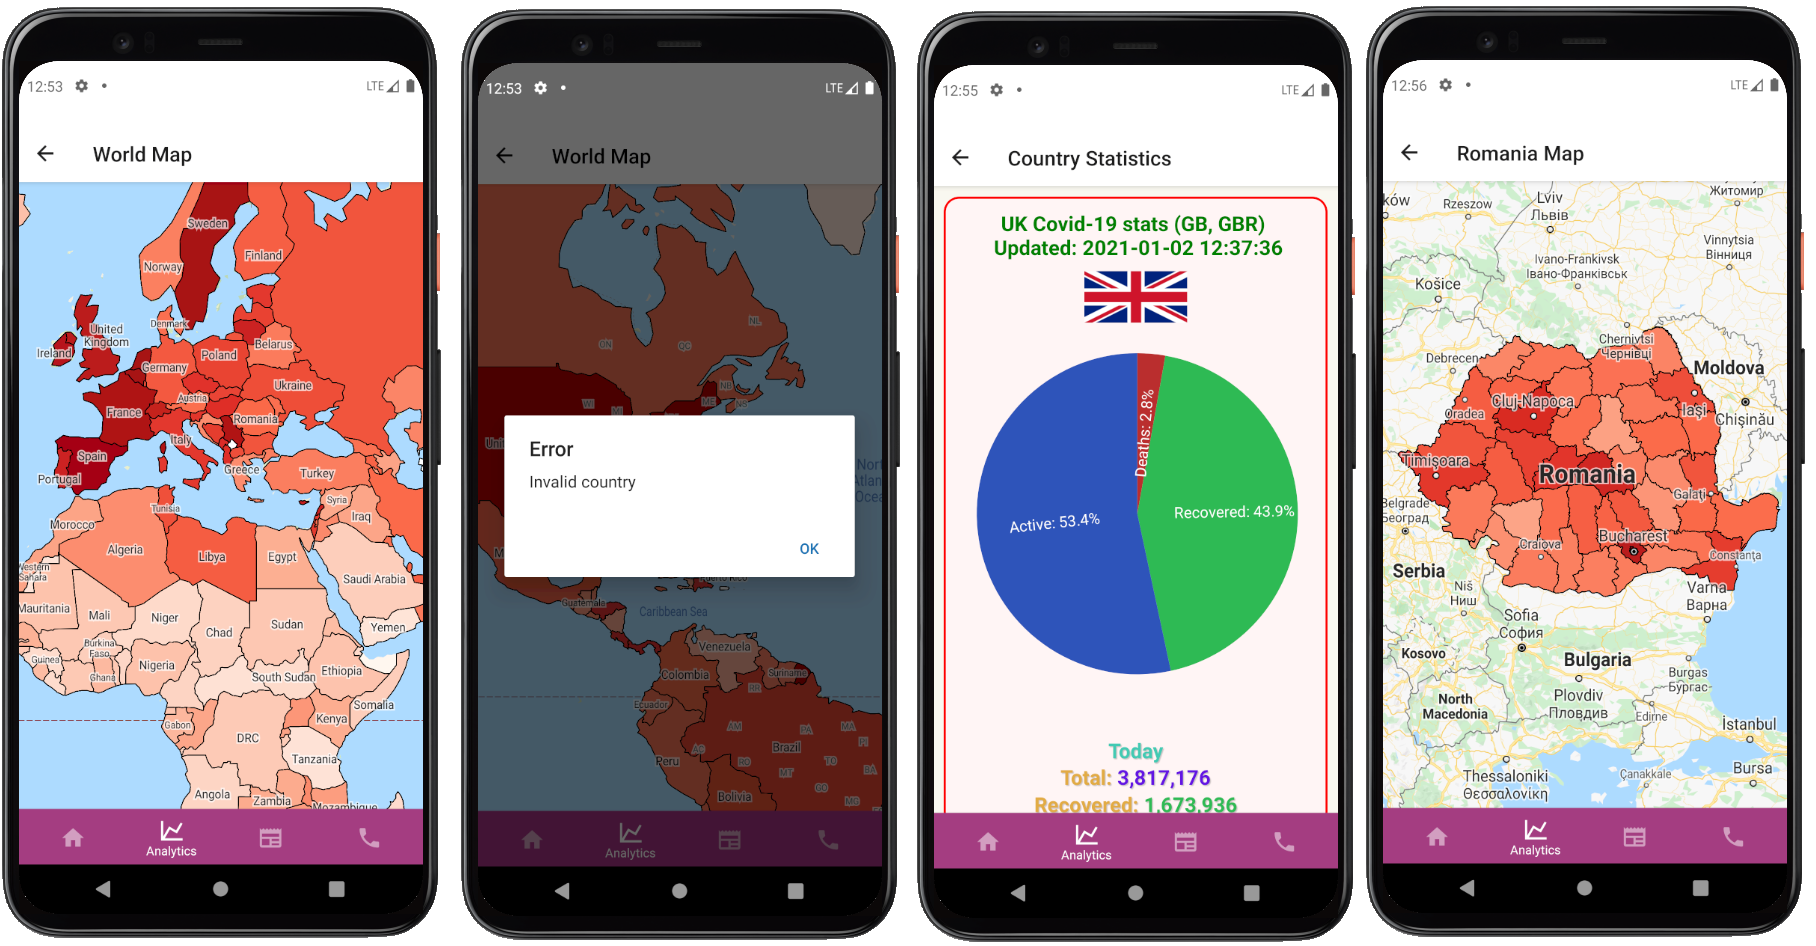 12:53
LTE
World Map
Sweden
Finland
Norway
Denmark
United
Kingdom
Ireland
Belarus
Poland
Germany
Ukraine
Austria
France
Romania
Italy
Spain
Portugal
Greece
Turkey
Syria
Tunisia
Iraq
Morocco
Algeria
Libya
Egypt
Western
Sahara
Saudi Arabia
Mauritania
Mali
Niger
Chad
Sudan
Yemen
Burkina
Faso
Guinea
Ghana
Nigeria
Ethiopia
South Sudan
Somalia
Gabon
Kenya
DRC
Tanzania
Angola
Zambia
Mozambique
Analytics
12:53
LTE
World Map
NL
ON
QC
NB
WI
MI
ME
NS
Error
Invalid country
OK
Puerto Rico
Guatemala
Caribbean Sea
Venezuela
Colombia
Suriname
RR
Ecuador
AM
PA
MA
AC
Brazil
PI
Peru
RO
MT
TO
BA
Bolivia
GO
MG
Analytics
12:55
LTE
Country Statistics
UK Covid-19 stats (GB, GBR)
Updated: 2021-01-02 12:37:36
Deaths: 2.8%
Active: 53.4%
Recovered: 43.9%
Today
Total: 3,817,176
Recovered: 1,673,936
Analytics
12:56
LTE
Romania Map
Житомир
ków
Rzeszow
Lviv
Львів
Vinnytsia
Вінниця
Ivano-Frankivsk
Івано-Франківськ
Košice
Chernivtsi
Чернівці
Debrecen
Moldova
Cluj-Napoca
Oradea
Iași
Chișinău
Timișoara
Romania
Galați
Belgrade
Београд
Bucharest
Craiova
Constanța
Serbia
Varna
Варна
Niš
Ниш
Sofia
София
Kosovo
Bulgaria
Burgas
Бургас
North
Macedonia
Plovdiv
Пловдив
Edirne
İstanbul
Thessaloniki
Θεσσαλονίκη
Çanakkale
Bursa
Analytics